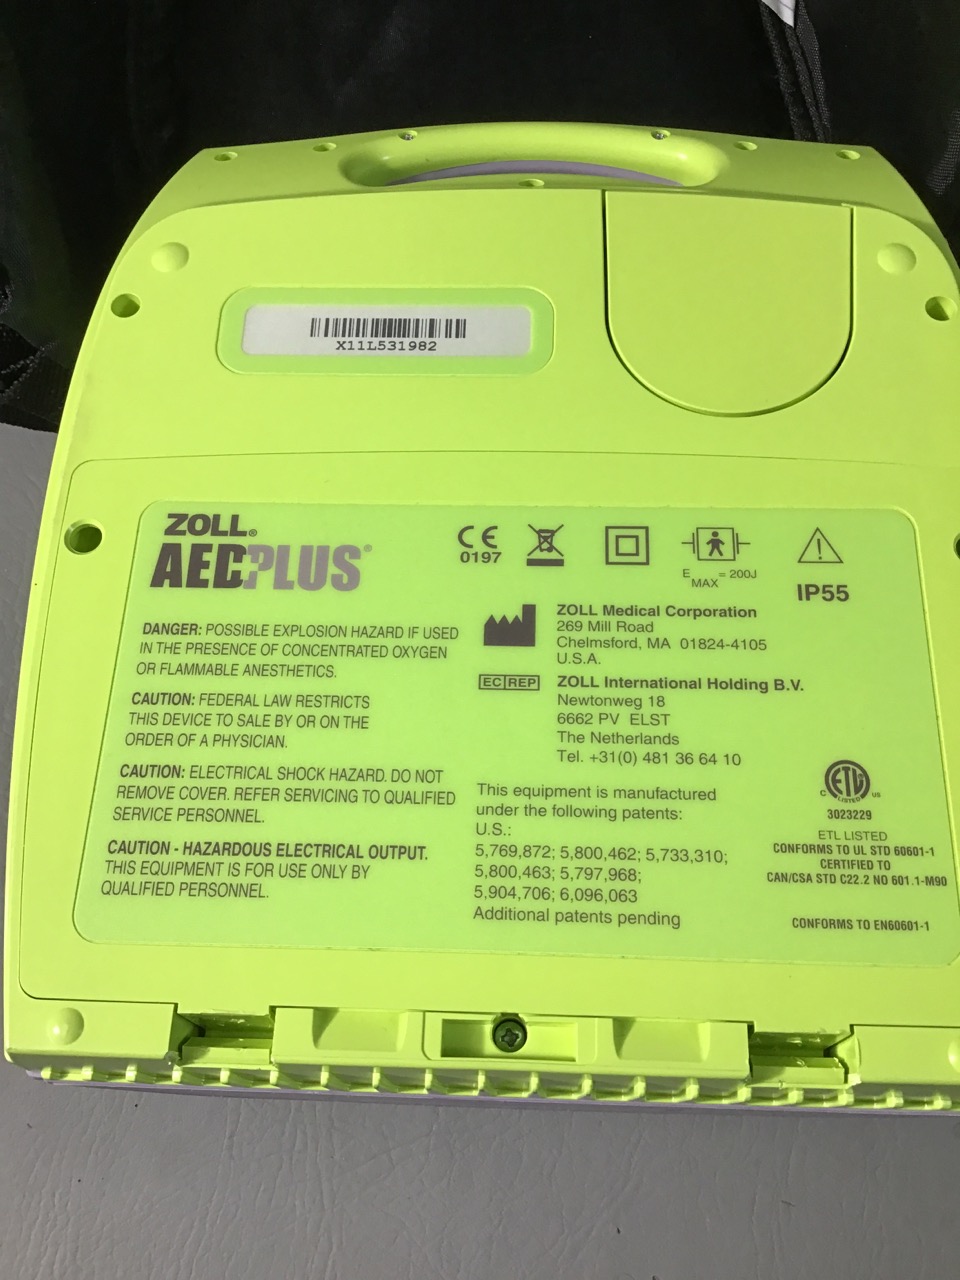 X11L531982
ZOLL®
AEDPLUS®
DANGER: POSSIBLE EXPLOSION HAZARD IF USED
IN THE PRESENCE OF CONCENTRATED OXYGEN
OR FLAMMABLE ANESTHETICS.
CAUTION: FEDERAL LAW RESTRICTS
THIS DEVICE TO SALE BY OR ON THE
ORDER OF A PHYSICIAN.
CAUTION: ELECTRICAL SHOCK HAZARD. DO NOT
REMOVE COVER. REFER SERVICING TO QUALIFIED
SERVICE PERSONNEL.
CAUTION - HAZARDOUS ELECTRICAL OUTPUT.
THIS EQUIPMENT IS FOR USE ONLY BY
QUALIFIED PERSONNEL.
CE
0197
EMAX = 200J
IP55
ZOLL Medical Corporation
269 Mill Road
Chelmsford, MA 01824-4105
U.S.A.
EC REP
ZOLL International Holding B.V.
Newtonweg 18
6662 PV ELST
The Netherlands
Tel. +31(0) 481 36 64 10
This equipment is manufactured
under the following patents:
U.S.:
5,769,872; 5,800,462; 5,733,310;
5,800,463; 5,797,968;
5,904,706; 6,096,063
Additional patents pending
C ETL LISTED US
3023229
ETL LISTED
CONFORMS TO UL STD 60601-1
CERTIFIED TO
CAN/CSA STD C22.2 NO 601.1-M90
CONFORMS TO EN60601-1